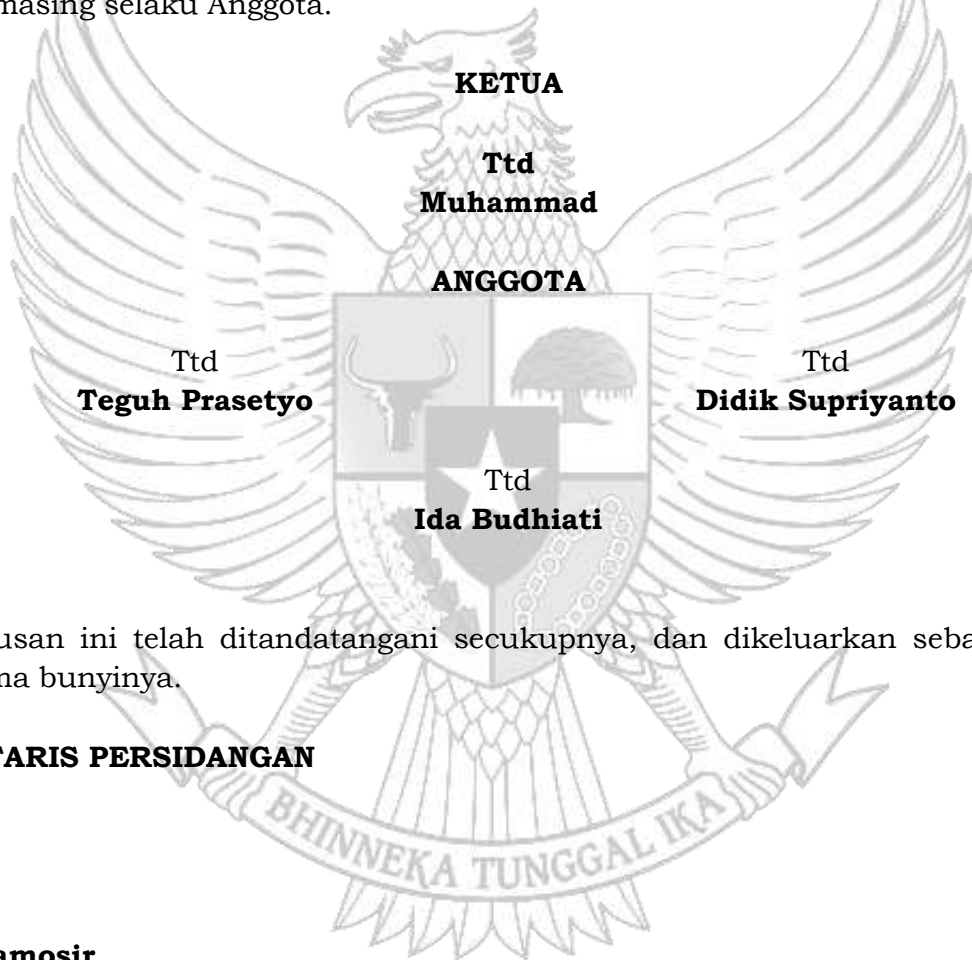 masing selaku Anggota.
KETUA
Ttd
Muhammad
ANGGOTA
Ttd Ttd
Teguh Prasetyo Didik Supriyanto
Ttd
Ida Budhiati
usan ini telah ditandatangani secukupnya, dan dikeluarkan seba
na bunyinya.
TARIS PERSIDANGAN
BHINNEKA TUNGGAL IKA
amosir